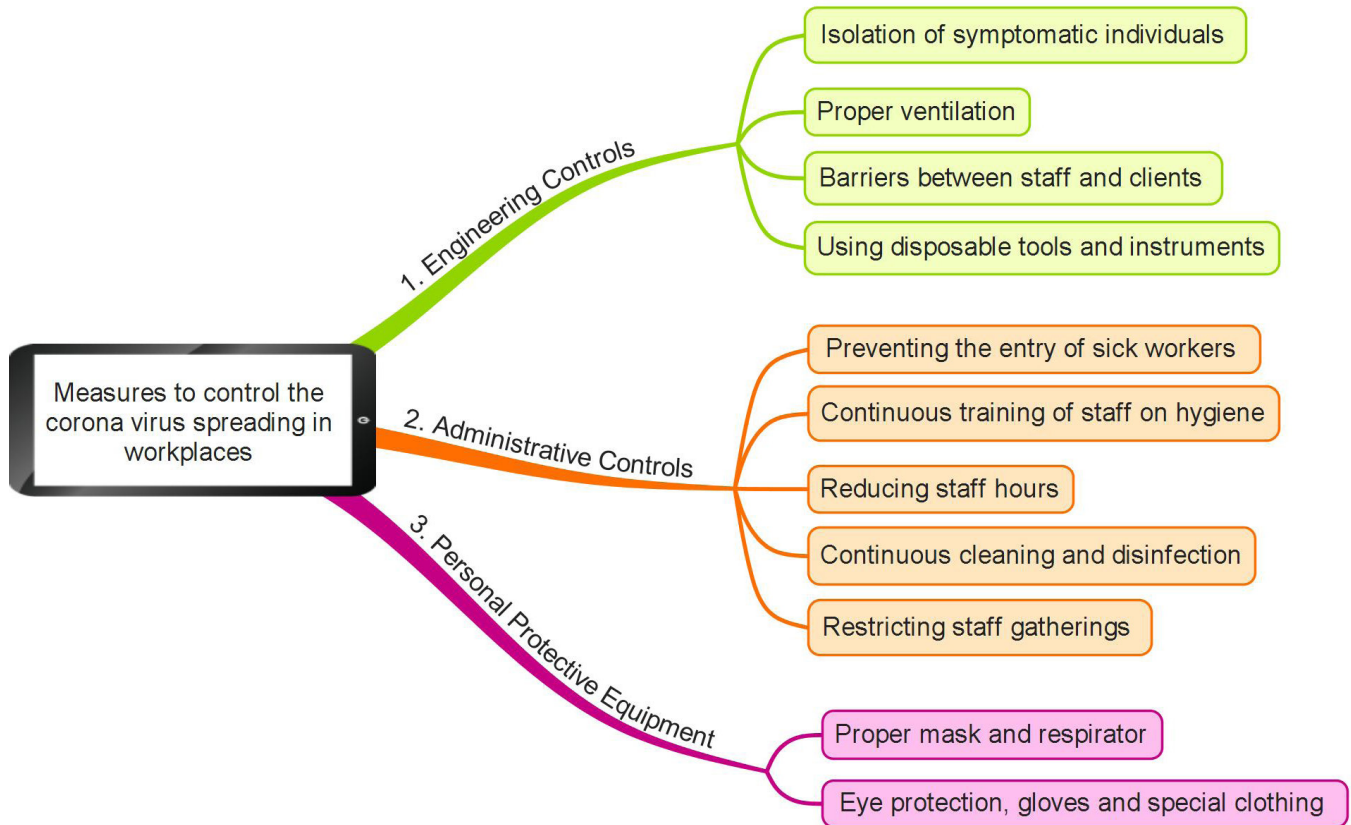 Measures to control the
corona virus spreading in
workplaces
1. Engineering Controls
Isolation of symptomatic individuals
Proper ventilation
Barriers between staff and clients
Using disposable tools and instruments
2. Administrative Controls
Preventing the entry of sick workers
Continuous training of staff on hygiene
Reducing staff hours
Continuous cleaning and disinfection
Restricting staff gatherings
3. Personal Protective Equipment
Proper mask and respirator
Eye protection, gloves and special clothing